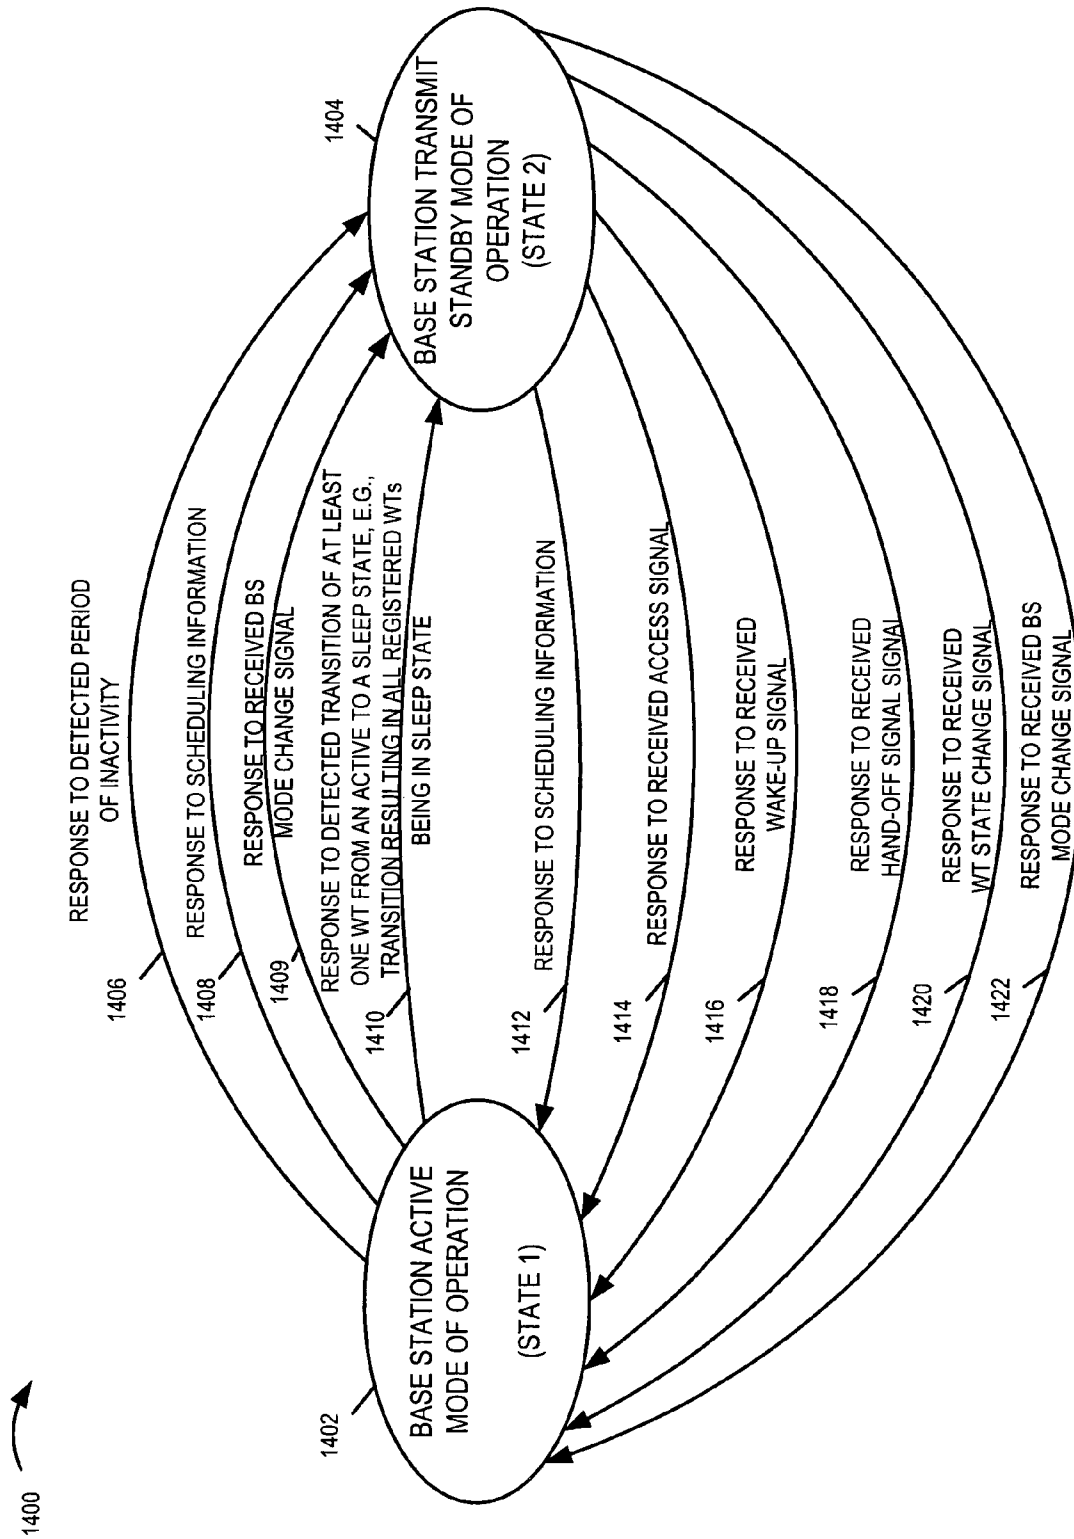 1400
1402
BASE STATION ACTIVE
MODE OF OPERATION
(STATE 1)
1404
BASE STATION TRANSMIT
STANDBY MODE OF
OPERATION
(STATE 2)
1406
RESPONSE TO DETECTED PERIOD
OF INACTIVITY
1408
RESPONSE TO SCHEDULING INFORMATION
1409
RESPONSE TO RECEIVED BS
MODE CHANGE SIGNAL
1410
RESPONSE TO DETECTED TRANSITION OF AT LEAST
ONE WT FROM AN ACTIVE TO A SLEEP STATE, E.G.,
TRANSITION RESULTING IN ALL REGISTERED WTs
BEING IN SLEEP STATE
1412
RESPONSE TO SCHEDULING INFORMATION
1414
RESPONSE TO RECEIVED ACCESS SIGNAL
1416
RESPONSE TO RECEIVED
WAKE-UP SIGNAL
1418
RESPONSE TO RECEIVED
HAND-OFF SIGNAL SIGNAL
1420
RESPONSE TO RECEIVED
WT STATE CHANGE SIGNAL
1422
RESPONSE TO RECEIVED BS
MODE CHANGE SIGNAL